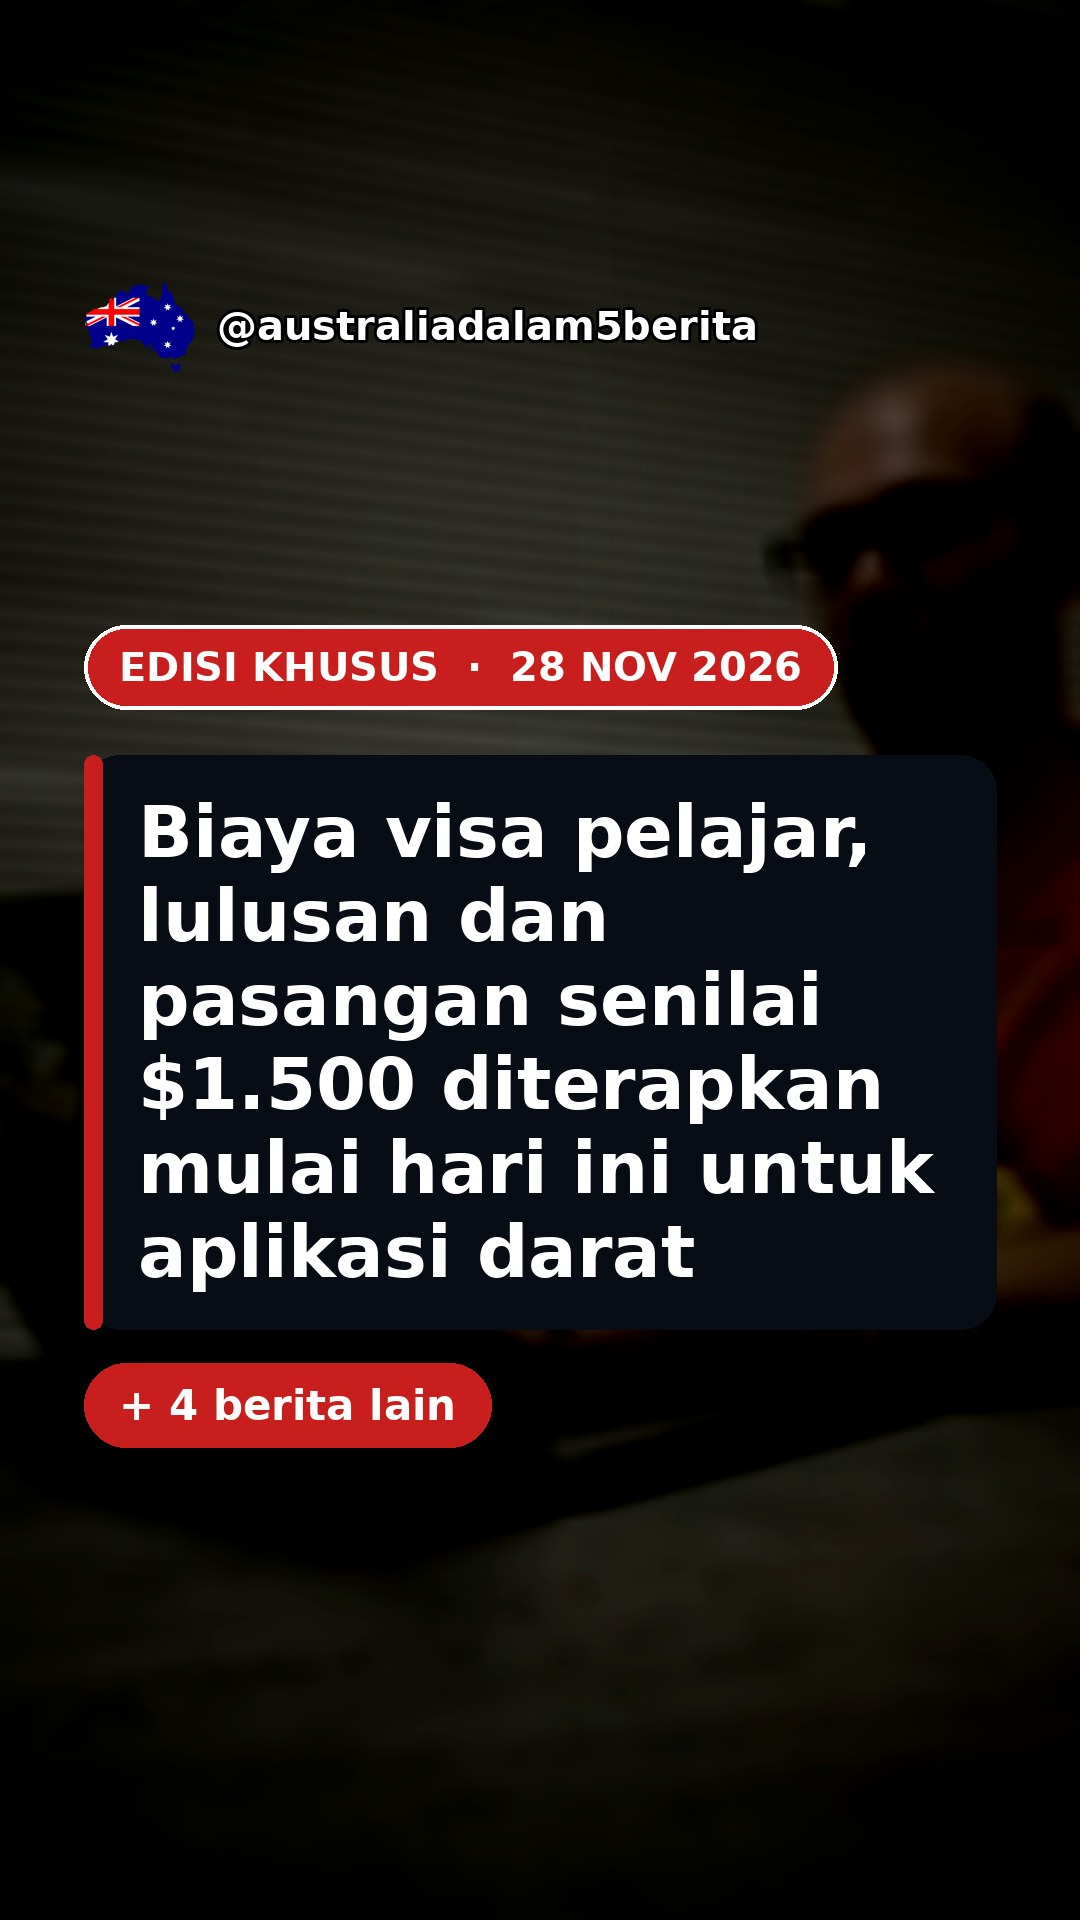 @australiadalam5berita
EDISI KHUSUS · 28 NOV 2026
Biaya visa pelajar,
lulusan dan
pasangan senilai
$1.500 diterapkan
mulai hari ini untuk
aplikasi darat
+ 4 berita lain